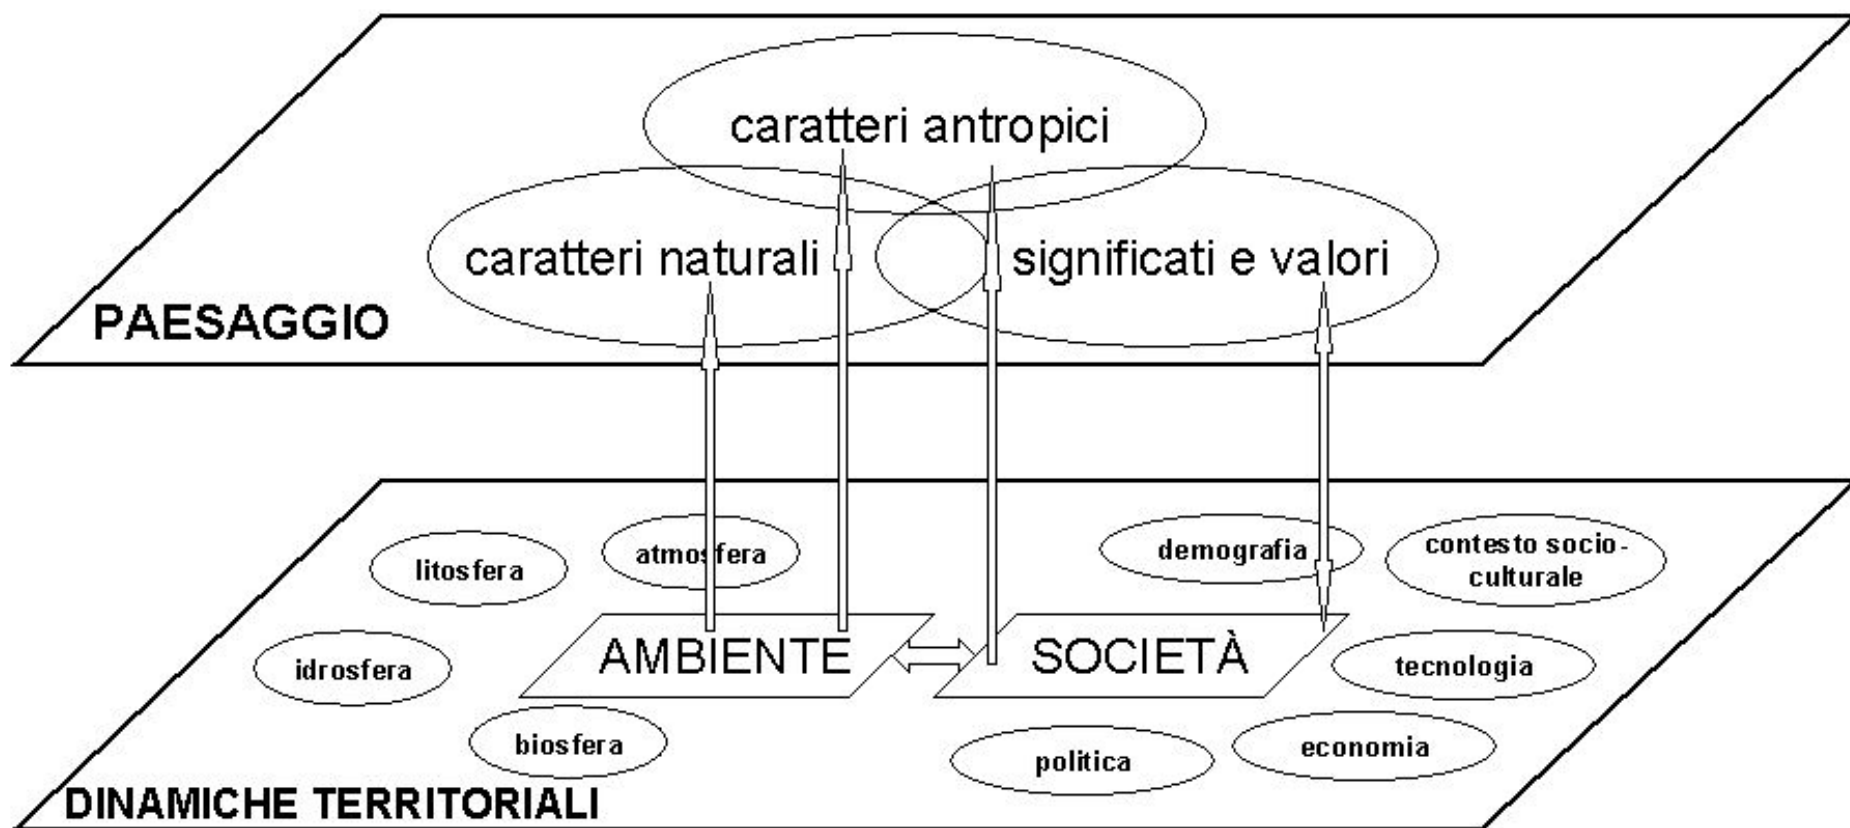 caratteri antropici
caratteri naturali
significati e valori
PAESAGGIO
litosfera
atmosfera
demografia
contesto socio-
culturale
idrosfera
AMBIENTE
SOCIETÀ
tecnologia
biosfera
politica
economia
DINAMICHE TERRITORIALI